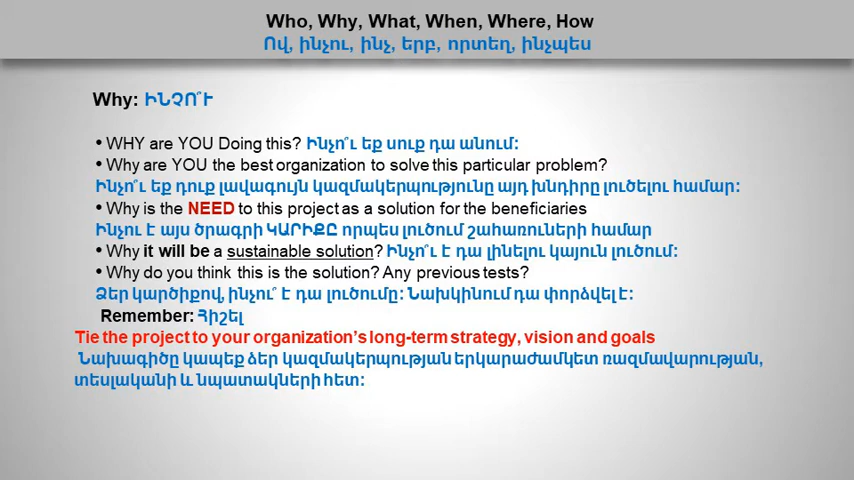 Who, Why, What, When, Where, How
Ով, ինչու, ինչ, երբ, որտեղ, ինչպես
Why: ԻՆՉՈ՞Ւ
• WHY are YOU Doing this? Ինչո՞ւ եք սուք դա անում:
• Why are YOU the best organization to solve this particular problem?
Ինչո՞ւ եք դուք լավագույն կազմակերպությունը այդ խնդիրը լուծելու համար:
• Why is the NEED to this project as a solution for the beneficiaries
Ինչու է այս ծրագրի ԿԱՐԻՔԸ որպես լուծում շահառուների համար
• Why it will be a sustainable solution? Ինչո՞ւ է դա լինելու կայուն լուծում:
• Why do you think this is the solution? Any previous tests?
Ձեր կարծիքով, ինչու՞ է դա լուծումը: Նախկինում դա փորձվել է:
Remember: Հիշել
Tie the project to your organization’s long-term strategy, vision and goals
Նախագիծը կապեք ձեր կազմակերպության երկարաժամկետ ռազմավարության,
տեսլականի և նպատակների հետ: